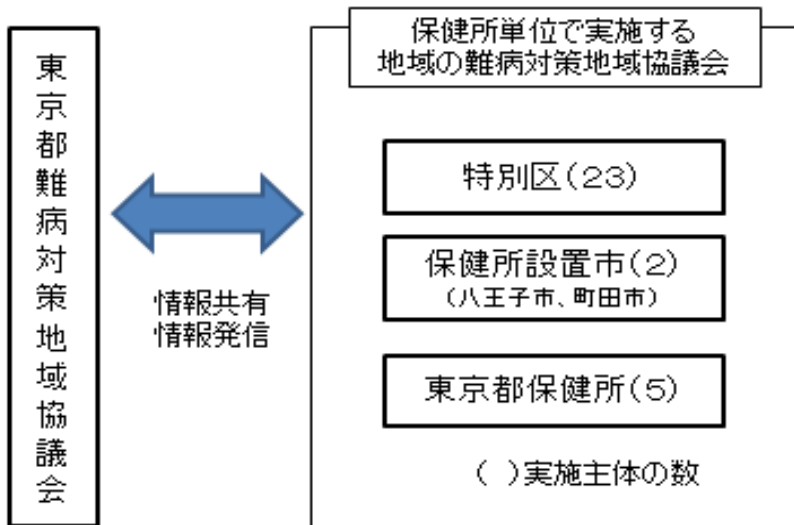 東京都難病対策地域協議会
情報共有
情報発信
保健所単位で実施する
地域の難病対策地域協議会
特別区(23)
保健所設置市(2)
(八王子市、町田市)
東京都保健所(5)
( )実施主体の数